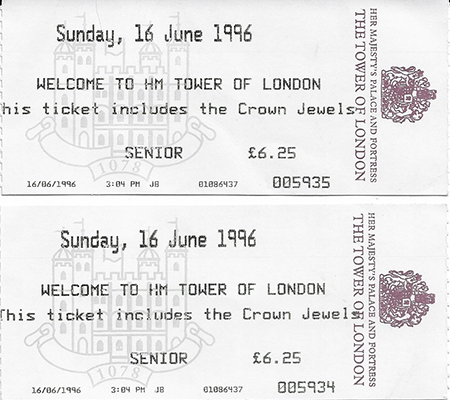 Sunday, 16 June 1996
WELCOME TO HM TOWER OF LONDON
This ticket includes the Crown Jewels
SENIOR £6.25
1078
16/06/1996 3:04 PM J8 01086437 005935
HER MAJESTY'S PALACE AND FORTRESS
THE TOWER OF LONDON
Sunday, 16 June 1996
WELCOME TO HM TOWER OF LONDON
This ticket includes the Crown Jewels
SENIOR £6.25
1078
16/06/1996 3:04 PM J8 01086437 005934
HER MAJESTY'S PALACE AND FORTRESS
THE TOWER OF LONDON